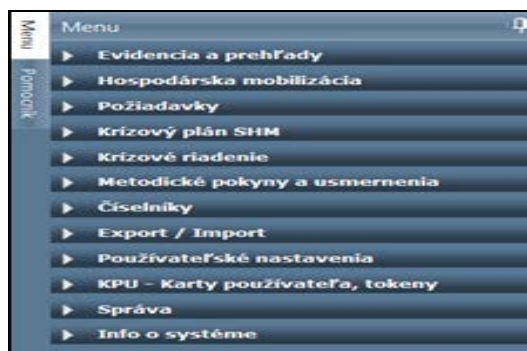 Menu
Pomocník
Menu
Evidencia a prehľady
Hospodárska mobilizácia
Požiadavky
Krízový plán SHM
Krízové riadenie
Metodické pokyny a usmernenia
Číselníky
Export / Import
Používateľské nastavenia
KPU - Karty používateľa, tokeny
Správa
Info o systéme